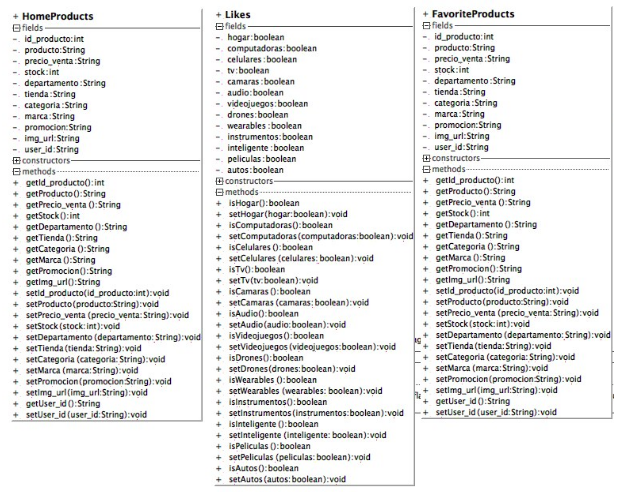 + HomeProducts
fields
- id_producto:int
- producto:String
- precio_venta :String
- stock:int
- departamento :String
- tienda:String
- categoria:String
- marca:String
- promocion:String
- img_url:String
- user_id:String
constructors
methods
+ getId_producto():int
+ getProducto():String
+ getPrecio_venta ():String
+ getStock():int
+ getDepartamento():String
+ getTienda():String
+ getCategoria ():String
+ getMarca ():String
+ getPromocion():String
+ getImg_url():String
+ setId_producto(id_producto:int):void
+ setProducto (producto:String):void
+ setPrecio_venta (precio_venta: String):void
+ setStock (stock: int):void
+ setDepartamento (departamento: String):void
+ setTienda (tienda:String):void
+ setCategoria (categoria: String):void
+ setMarca (marca:String):void
+ setPromocion (promocion:String):void
+ setImg_url (img_url:String):void
+ getUser_id ():String
+ setUser_id (user_id:String):void
+ Likes
fields
- hogar:boolean
- computadoras:boolean
- celulares :boolean
- tv:boolean
- camaras :boolean
- audio:boolean
- videojuegos :boolean
- drones:boolean
- wearables :boolean
- instrumentos:boolean
- inteligente :boolean
- peliculas :boolean
- autos:boolean
constructors
methods
+ isHogar():boolean
+ setHogar(hogar:boolean):void
+ isComputadoras():boolean
+ setComputadoras (computadoras:boolean):void
+ isCelulares ():boolean
+ setCelulares (celulares:boolean):void
+ isTv():boolean
+ setTv(tv:boolean):void
+ isCamaras ():boolean
+ setCamaras (camaras:boolean):void
+ isAudio():boolean
+ setAudio (audio:boolean):void
+ isVideojuegos ():boolean
+ setVideojuegos (videojuegos:boolean):void
+ isDrones():boolean
+ setDrones(drones:boolean):void
+ isWearables ():boolean
+ setWearables (wearables: boolean):void
+ isInstrumentos():boolean
+ setInstrumentos (instrumentos:boolean):void
+ isInteligente ():boolean
+ setInteligente (inteligente: boolean):void
+ isPeliculas ():boolean
+ setPeliculas (peliculas: boolean):void
+ isAutos():boolean
+ setAutos (autos:boolean):void
+ FavoriteProducts
fields
- id_producto:int
- producto:String
- precio_venta:String
- stock:int
- departamento :String
- tienda:String
- categoria:String
- marca:String
- promocion:String
- img_url:String
- user_id:String
constructors
methods
+ getId_producto():int
+ getProducto():String
+ getPrecio_venta ():String
+ getStock():int
+ getDepartamento ():String
+ getTienda():String
+ getCategoria ():String
+ getMarca ():String
+ getPromocion():String
+ getImg_url():String
+ setId_producto(id_producto:int):void
+ setProducto (producto:String):void
+ setPrecio_venta (precio_venta: String):void
+ setStock (stock: int):void
+ setDepartamento (departamento: String):void
+ setTienda (tienda:String):void
+ setCategoria (categoria: String):void
+ setMarca (marca:String):void
+ setPromocion (promocion:String):void
+ setImg_url (img_url:String):void
+ getUser_id ():String
+ setUser_id (user_id:String):void